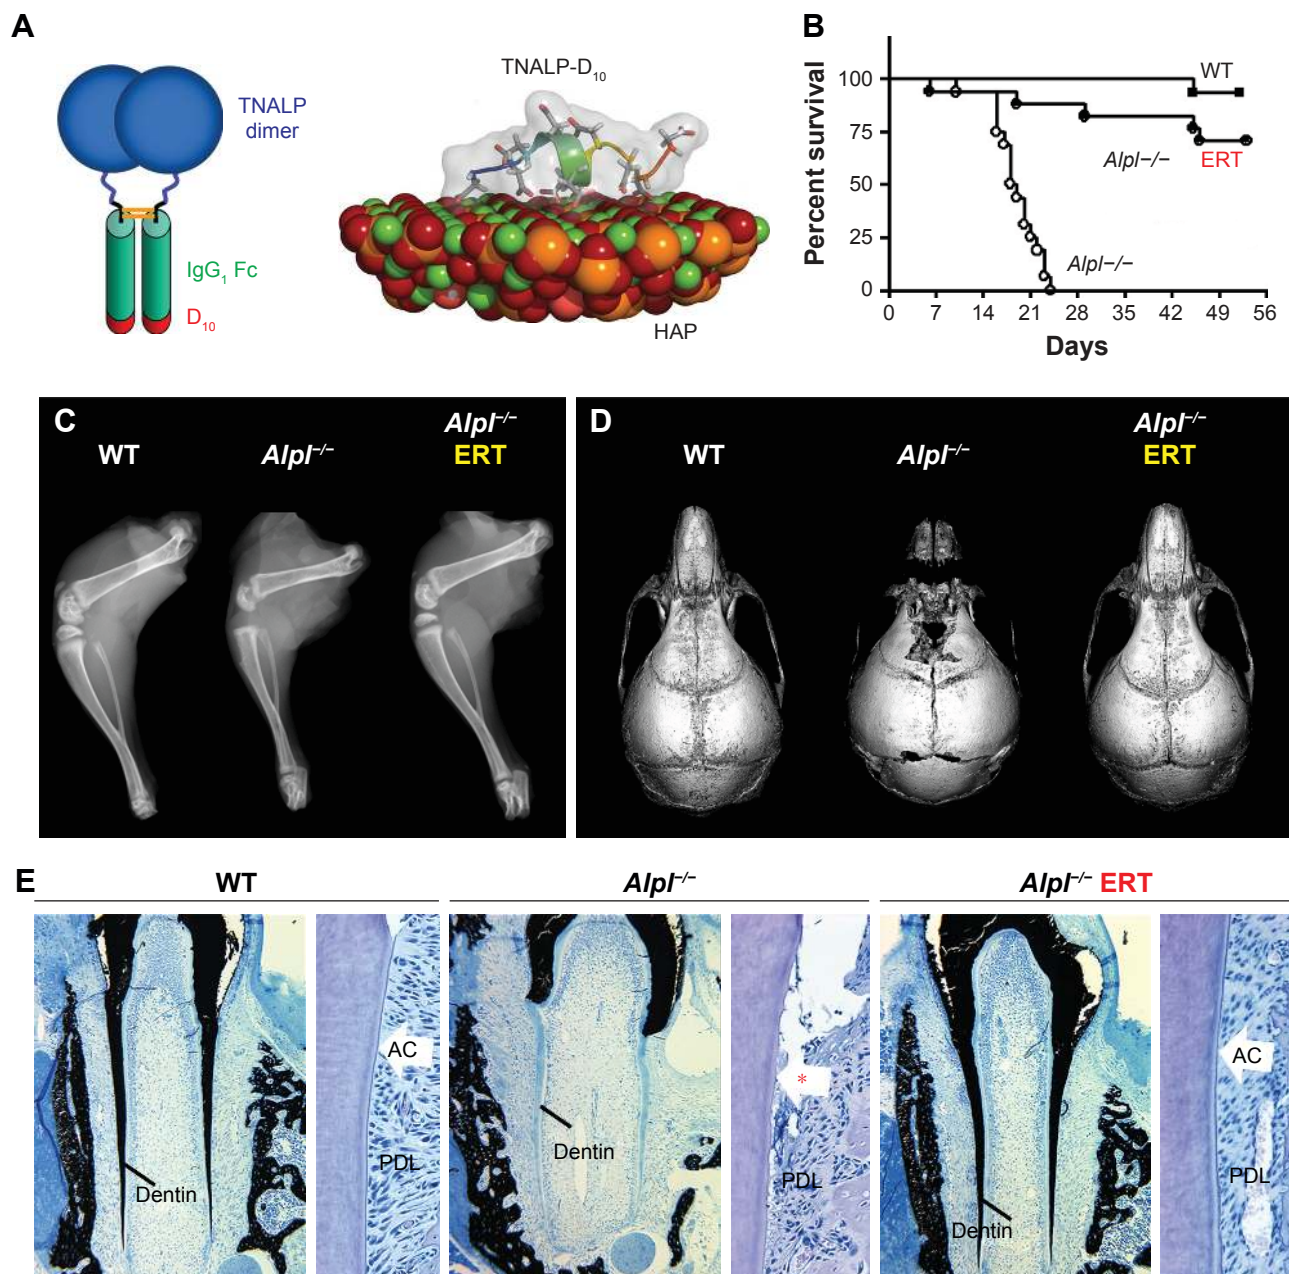 A
TNALP
dimer
IgG₁ Fc
D₁₀
TNALP-D₁₀
HAP
B
Percent survival
100
75
50
25
0
0 7 14 21 28 35 42 49 56
Days
WT
Alpl−/−
ERT
Alpl−/−
C
WT
Alpl−/−
Alpl−/−
ERT
D
WT
Alpl−/−
Alpl−/−
ERT
E
WT
Alpl−/−
Alpl−/− ERT
AC
PDL
Dentin
*
PDL
Dentin
AC
PDL
Dentin